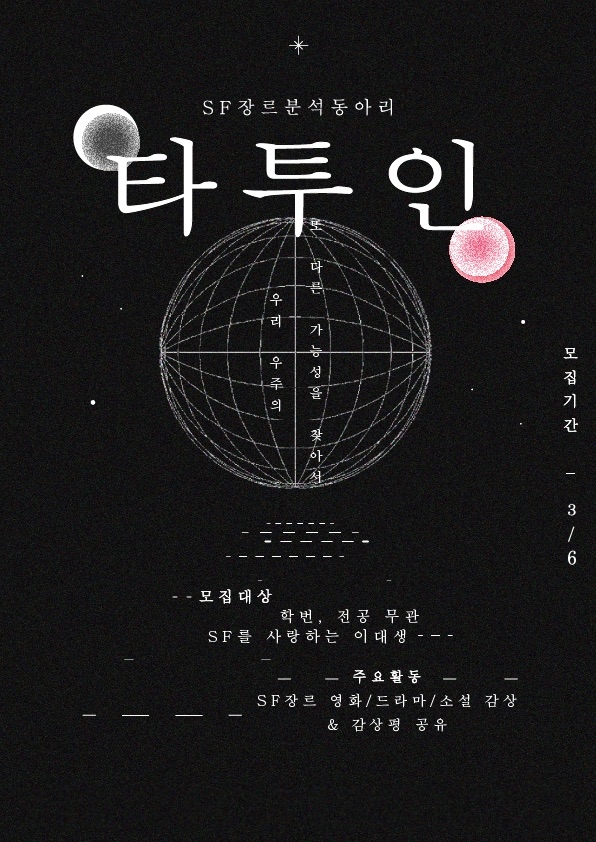 SF장르분석동아리
타투인
우리 우주의
또 다른 가능성을 찾아서
모집기간 - 3/6
--모집대상
학번, 전공 무관
SF를 사랑하는 이대생---
주요활동
SF장르 영화/드라마/소설 감상
& 감상평 공유